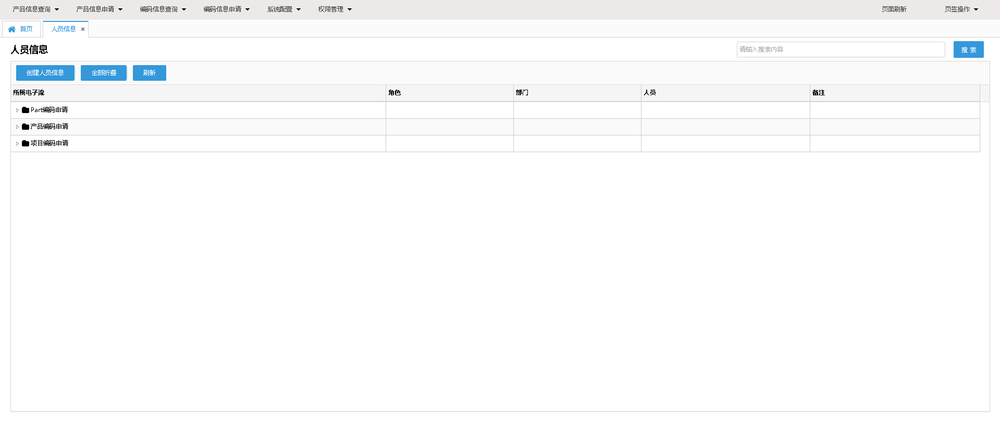 产品信息查询 产品信息申请 编码信息查询 编码信息申请 系统配置 权限管理 页面刷新 页签操作
首页 人员信息
人员信息 请输入搜索内容 搜 索
创建人员信息 全部折叠 刷新
所属电子流 角色 部门 人员 备注
Part编码申请
产品编码申请
项目编码申请